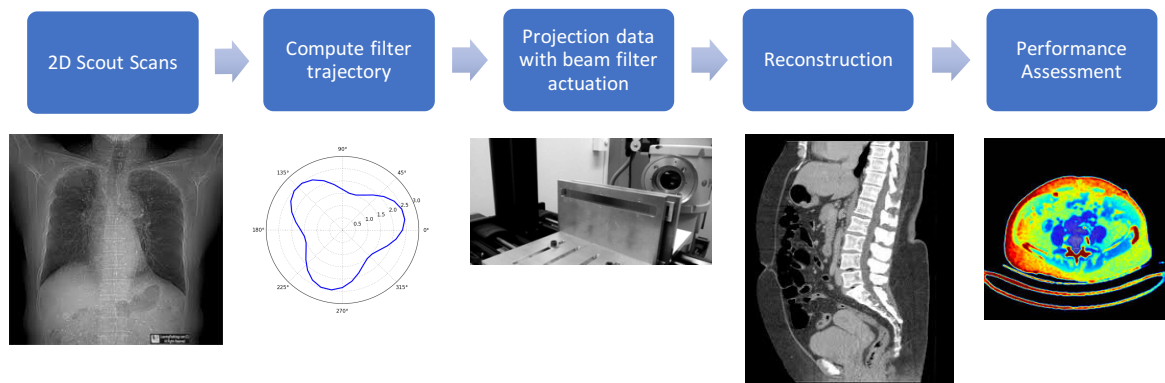 2D Scout Scans
Compute filter
trajectory
Projection data
with beam filter
actuation
Reconstruction
Performance
Assessment
90°
135°
45°
3.0
2.5
2.0
1.5
1.0
0.5
180°
0°
225°
315°
270°